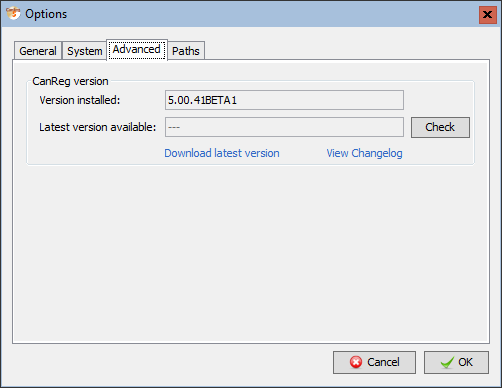 Options
General System Advanced Paths
CanReg version
Version installed: 5.00.41BETA1
Latest version available: --- Check
Download latest version View Changelog
Cancel OK